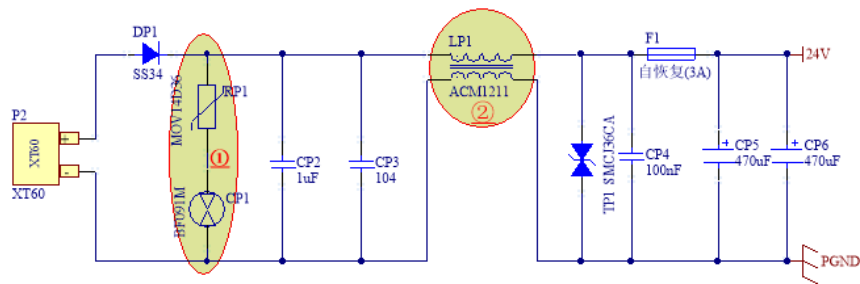 DP1
SS34
P2
XT60
+
-
XT60
MOV14D36
RP1
①
BF091M
CP1
CP2
1uF
CP3
104
LP1
ACM1211
②
TP1 SMCJ36CA
CP4
100nF
F1
自恢复(3A)
CP5
470uF
CP6
470uF
24V
PGND
+
+